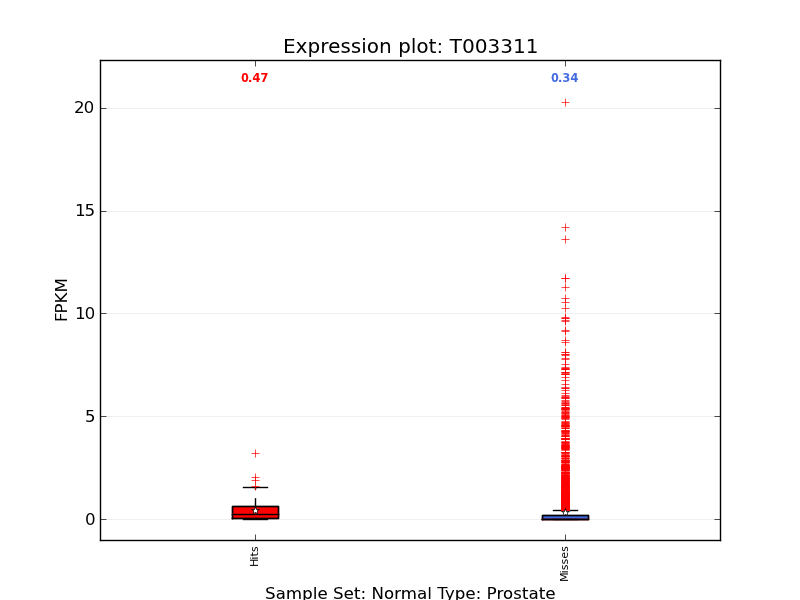 Expression plot: T003311
0.47
0.34
20
15
10
5
0
FPKM
Hits
Misses
Sample Set: Normal Type: Prostate